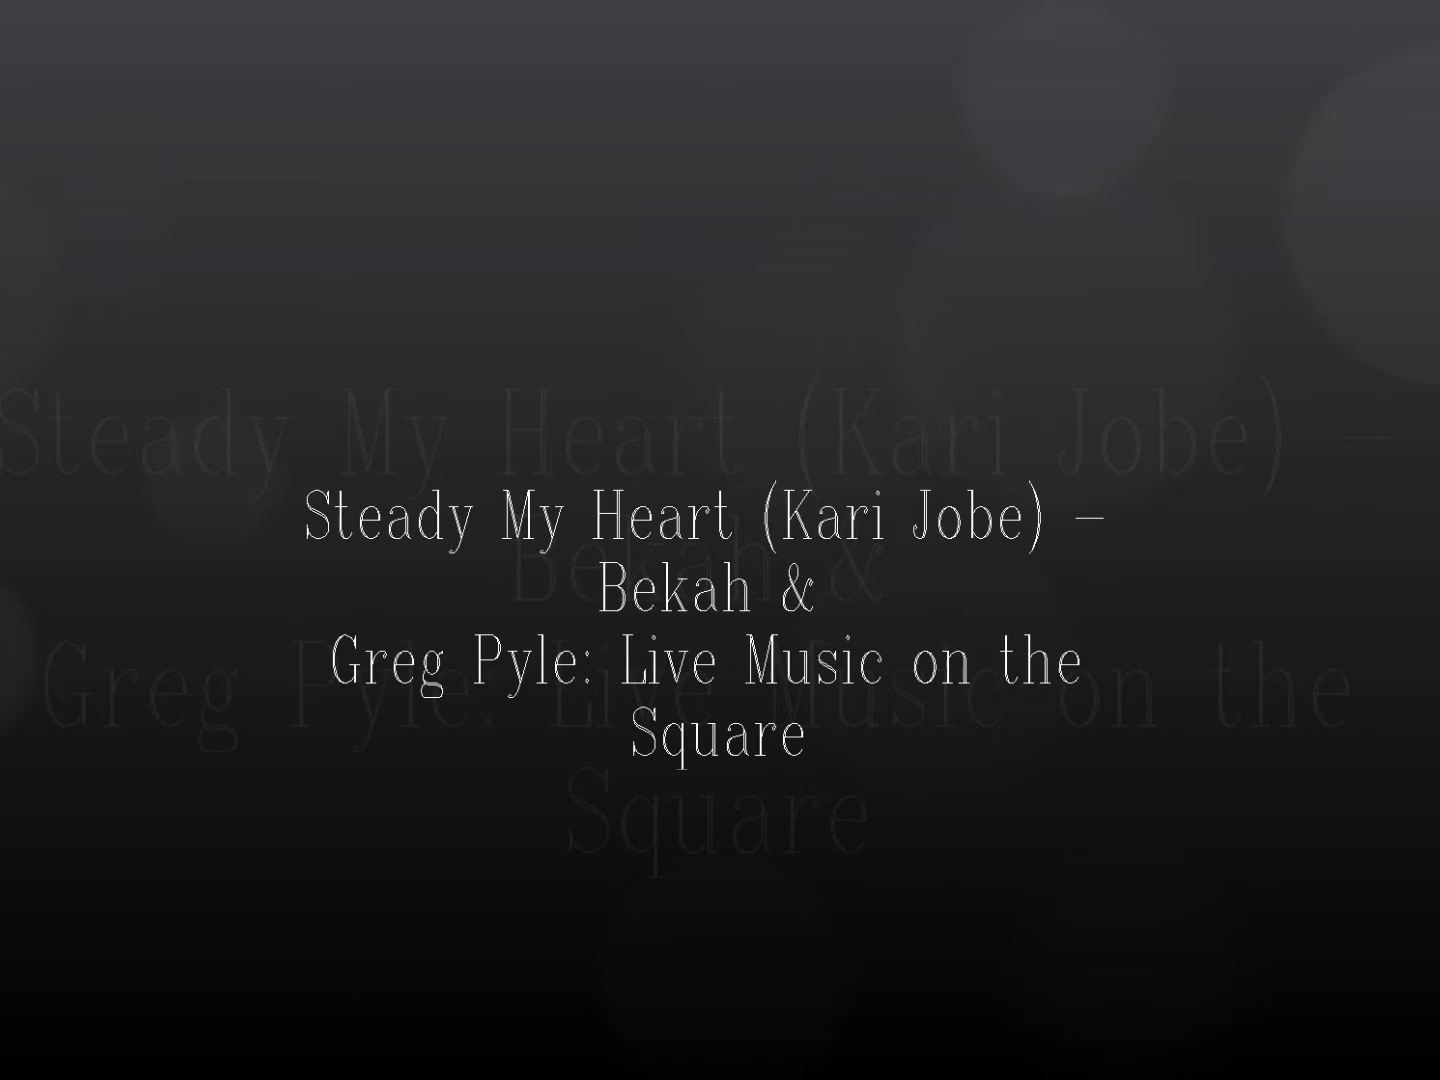 Steady My Heart (Kari Jobe) –
Bekah &
Greg Pyle: Live Music on the
Square